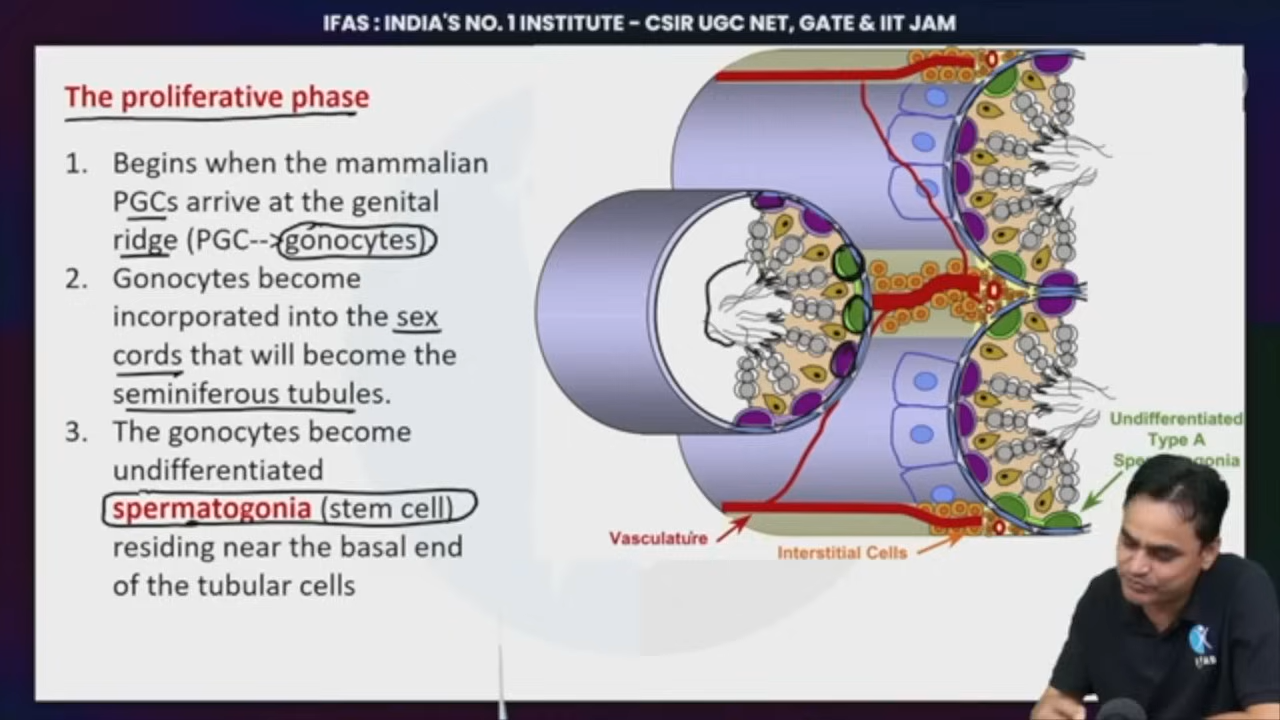 IFAS : INDIA'S NO. 1 INSTITUTE - CSIR UGC NET, GATE & IIT JAM
The proliferative phase
1. Begins when the mammalian
PGCs arrive at the genital
ridge (PGC-->gonocytes)
2. Gonocytes become
incorporated into the sex
cords that will become the
seminiferous tubules.
3. The gonocytes become
undifferentiated
spermatogonia (stem cell)
residing near the basal end
of the tubular cells
Undifferentiated
Type A
Vasculature
Interstitial Cells
IFAS